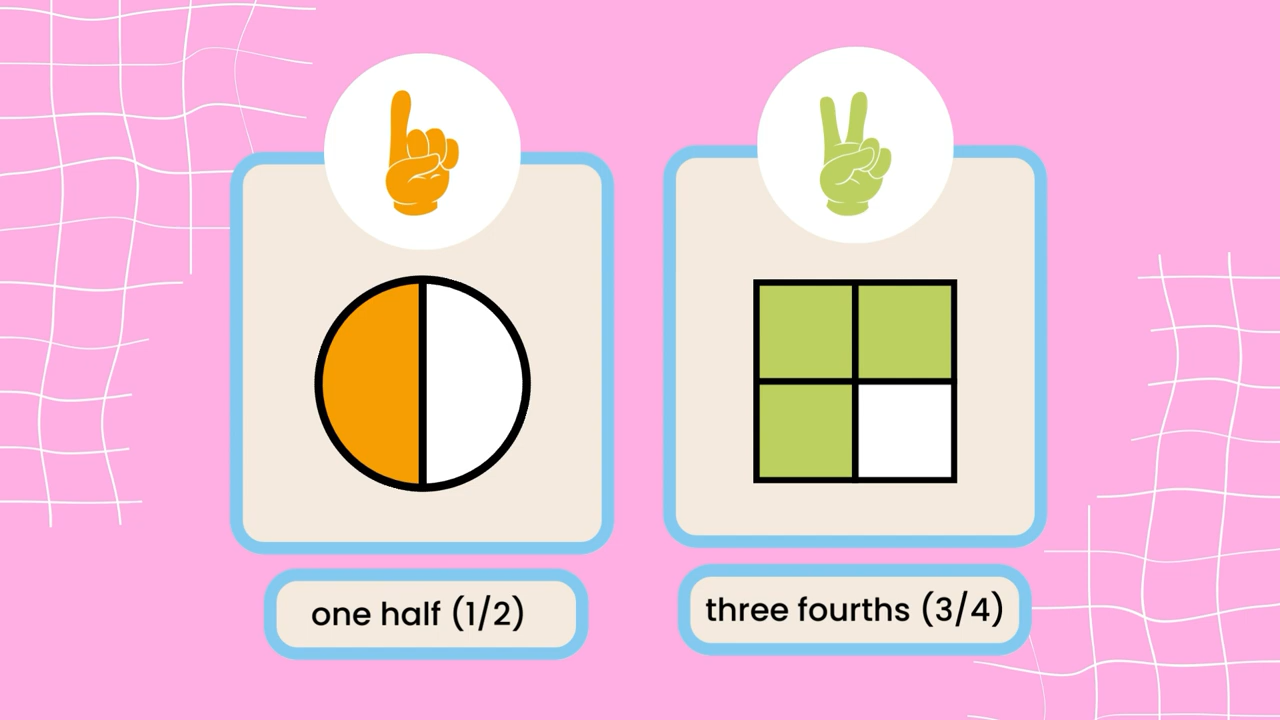 one half (1/2)
three fourths (3/4)